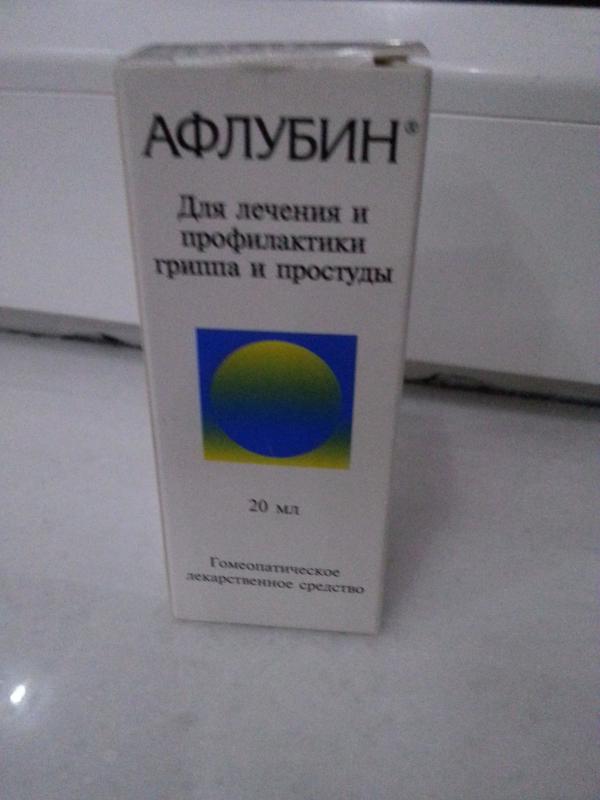 АФЛУБИН®
Для лечения и
профилактики
гриппа и простуды
20 мл
Гомеопатическое
лекарственное средство